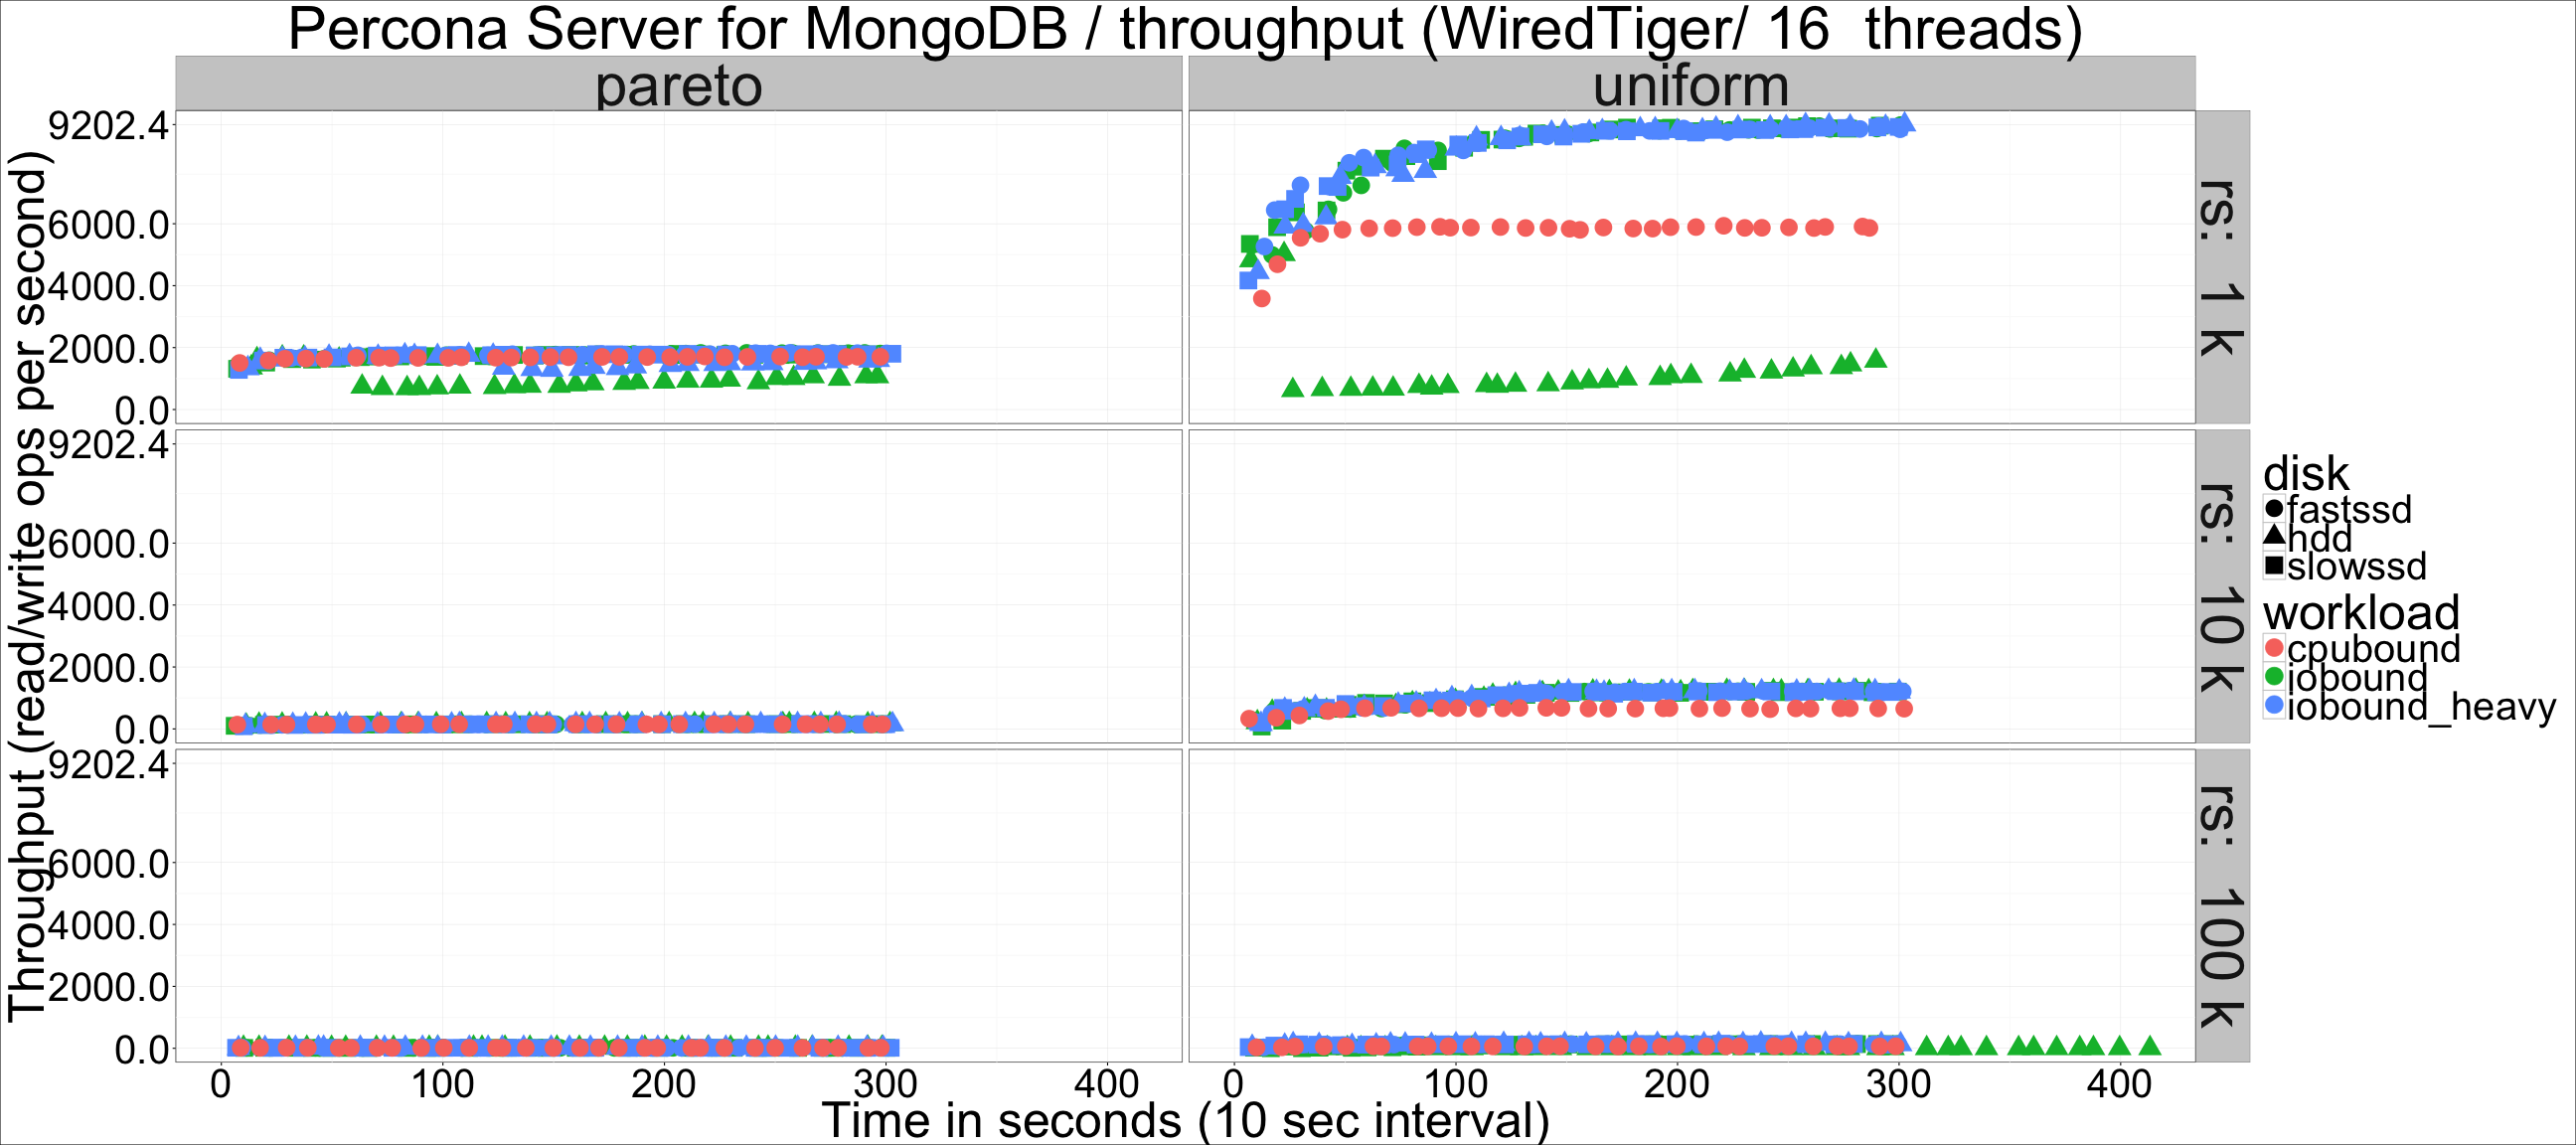 Percona Server for MongoDB / throughput (WiredTiger/ 16  threads)
pareto
uniform
Throughput (read/write ops per second)
9202.4
6000.0
4000.0
2000.0
0.0
rs:  1 k
9202.4
6000.0
4000.0
2000.0
0.0
rs:  10 k
9202.4
6000.0
4000.0
2000.0
0.0
rs:  100 k
0 100 200 300 400
0 100 200 300 400
Time in seconds (10 sec interval)
disk
fastssd
hdd
slowssd
workload
cpubound
iobound
iobound_heavy